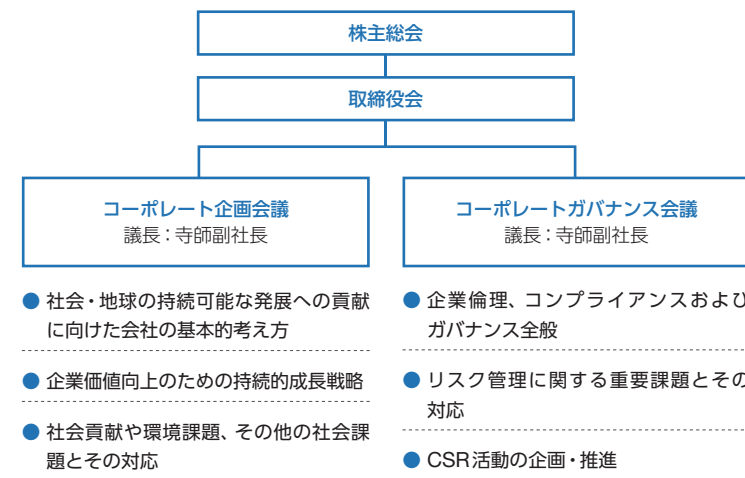 株主総会
取締役会
コーポレート企画会議
議長：寺師副社長
● 社会・地球の持続可能な発展への貢献
に向けた会社の基本的考え方
● 企業価値向上のための持続的成長戦略
● 社会貢献や環境課題、その他の社会課
題とその対応
コーポレートガバナンス会議
議長：寺師副社長
● 企業倫理、コンプライアンスおよび
ガバナンス全般
● リスク管理に関する重要課題とその
対応
● CSR活動の企画・推進